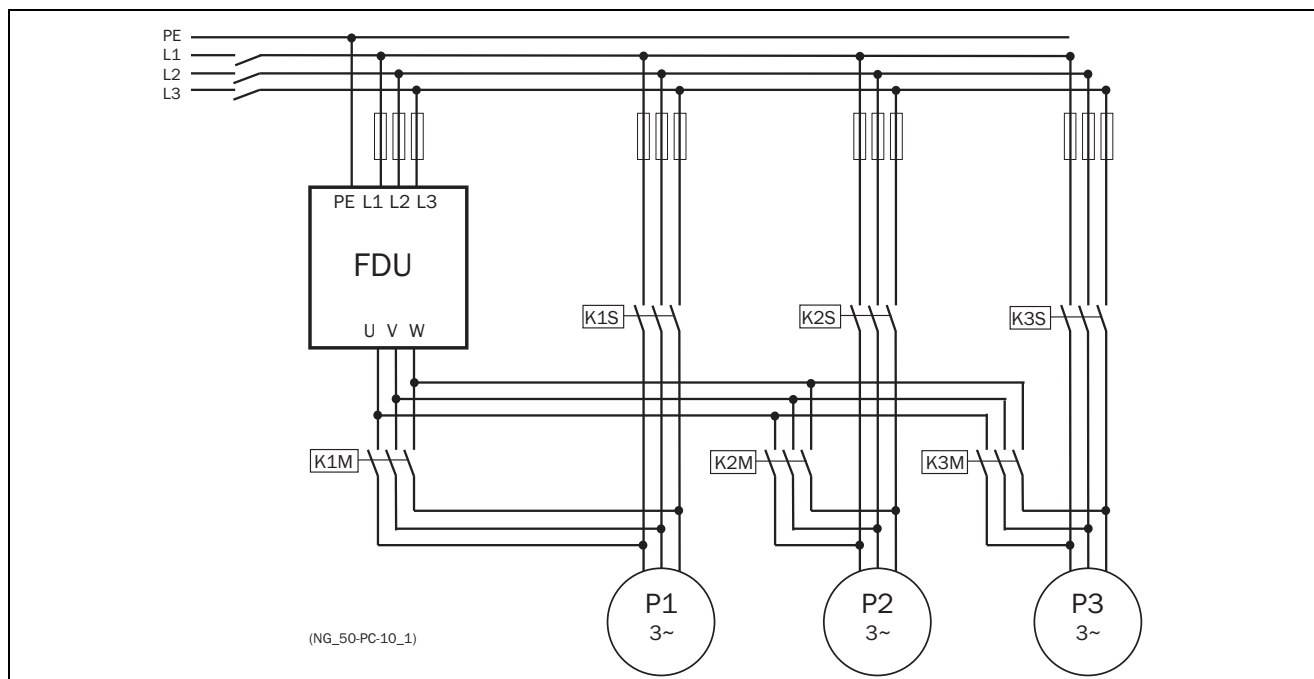 PE
L1
L2
L3
PE L1 L2 L3
FDU
U V W
K1S
K2S
K3S
K1M
K2M
K3M
P1
3~
P2
3~
P3
3~
(NG_50-PC-10_1)